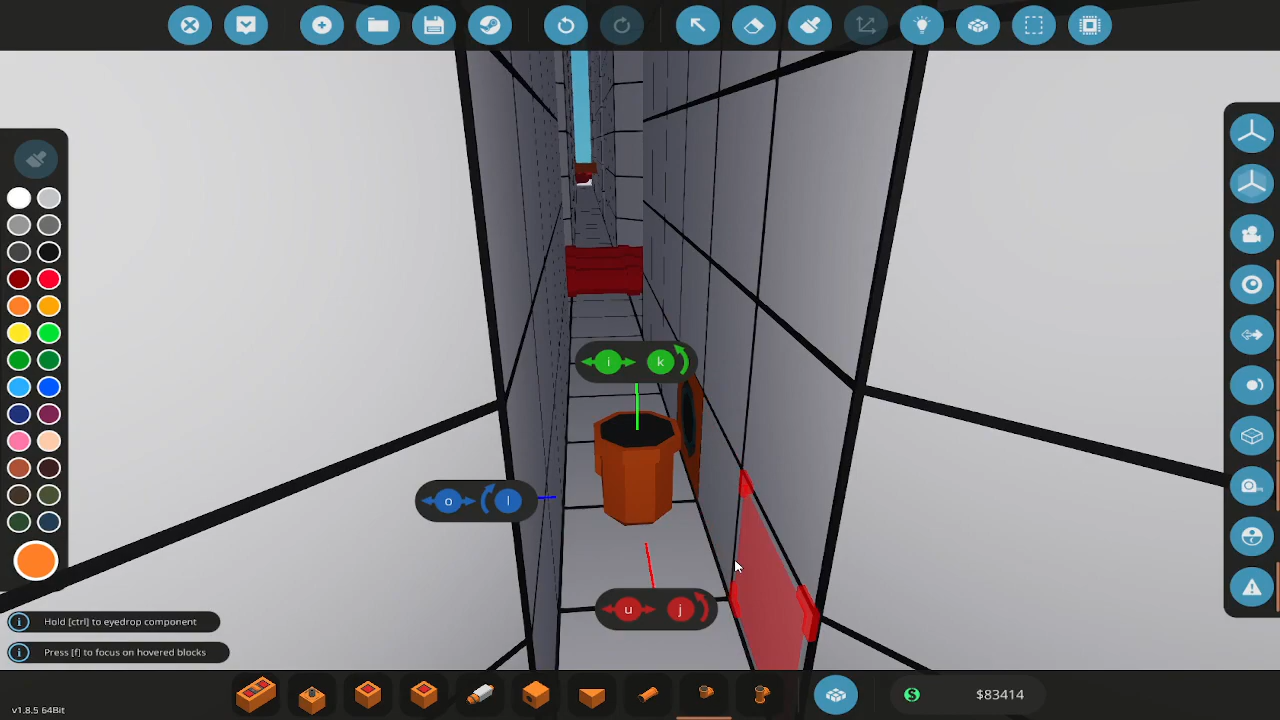 i k
o l
u j
Hold [ctrl] to eyedrop component
Press [f] to focus on hovered blocks
v1.8.5 64Bit
$83414